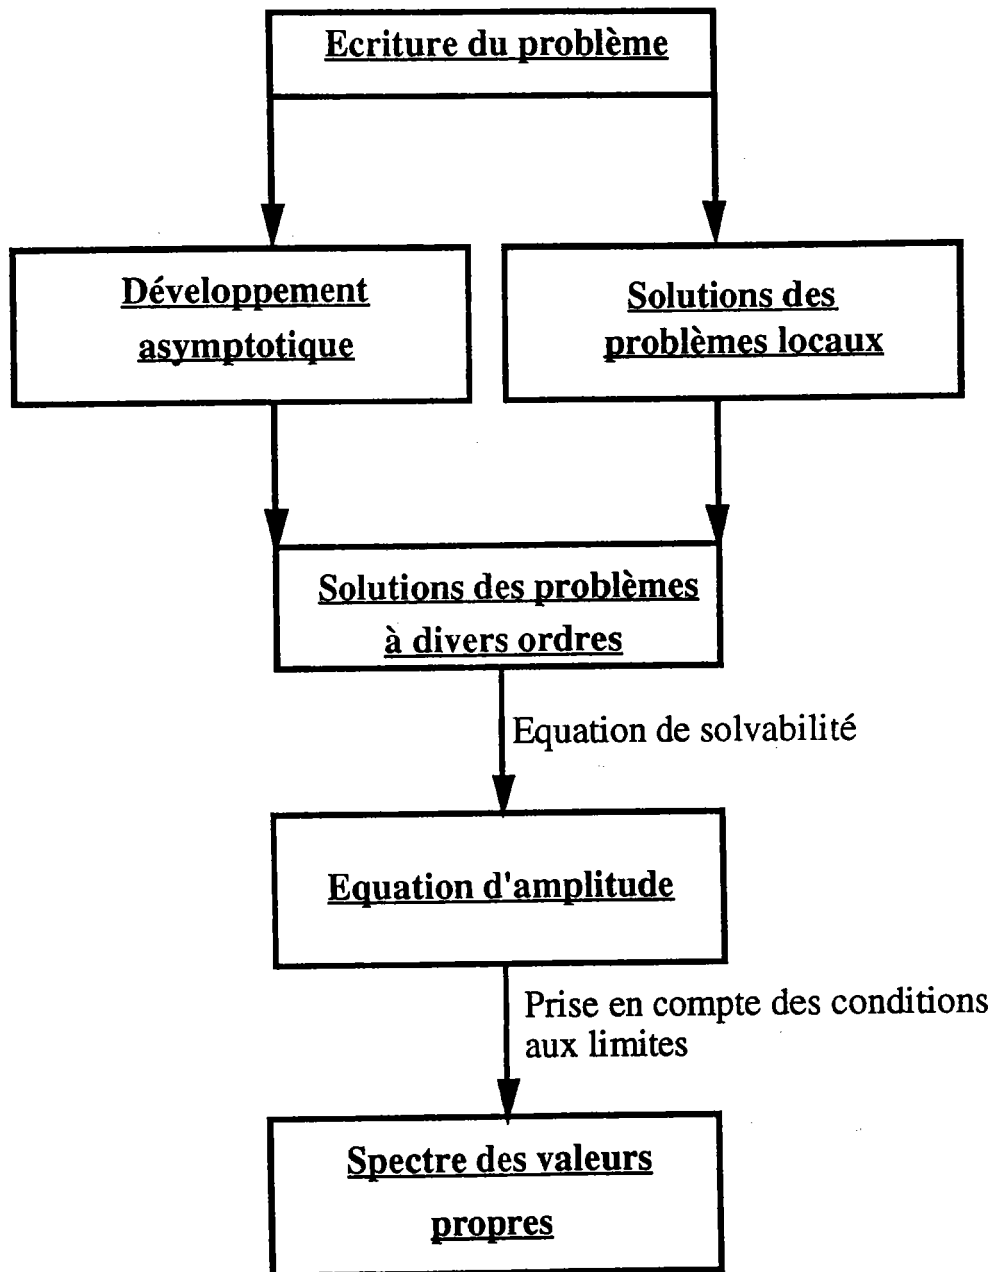 Ecriture du problème
Développement
asymptotique
Solutions des
problèmes locaux
Solutions des problèmes
à divers ordres
Equation de solvabilité
Equation d'amplitude
Prise en compte des conditions
aux limites
Spectre des valeurs
propres